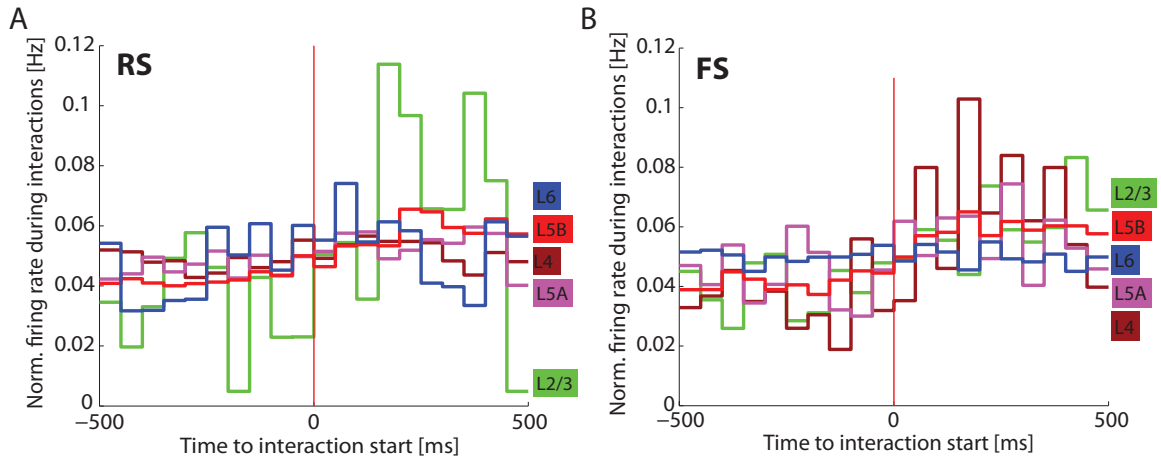 A
RS
Norm. firing rate during interactions [Hz]
0.12
0.1
0.08
0.06
0.04
0.02
0
−500
0
500
Time to interaction start [ms]
L6
L5B
L4
L5A
L2/3
B
FS
Norm. firing rate during interactions [Hz]
0.12
0.1
0.08
0.06
0.04
0.02
0
−500
0
500
Time to interaction start [ms]
L2/3
L5B
L6
L5A
L4